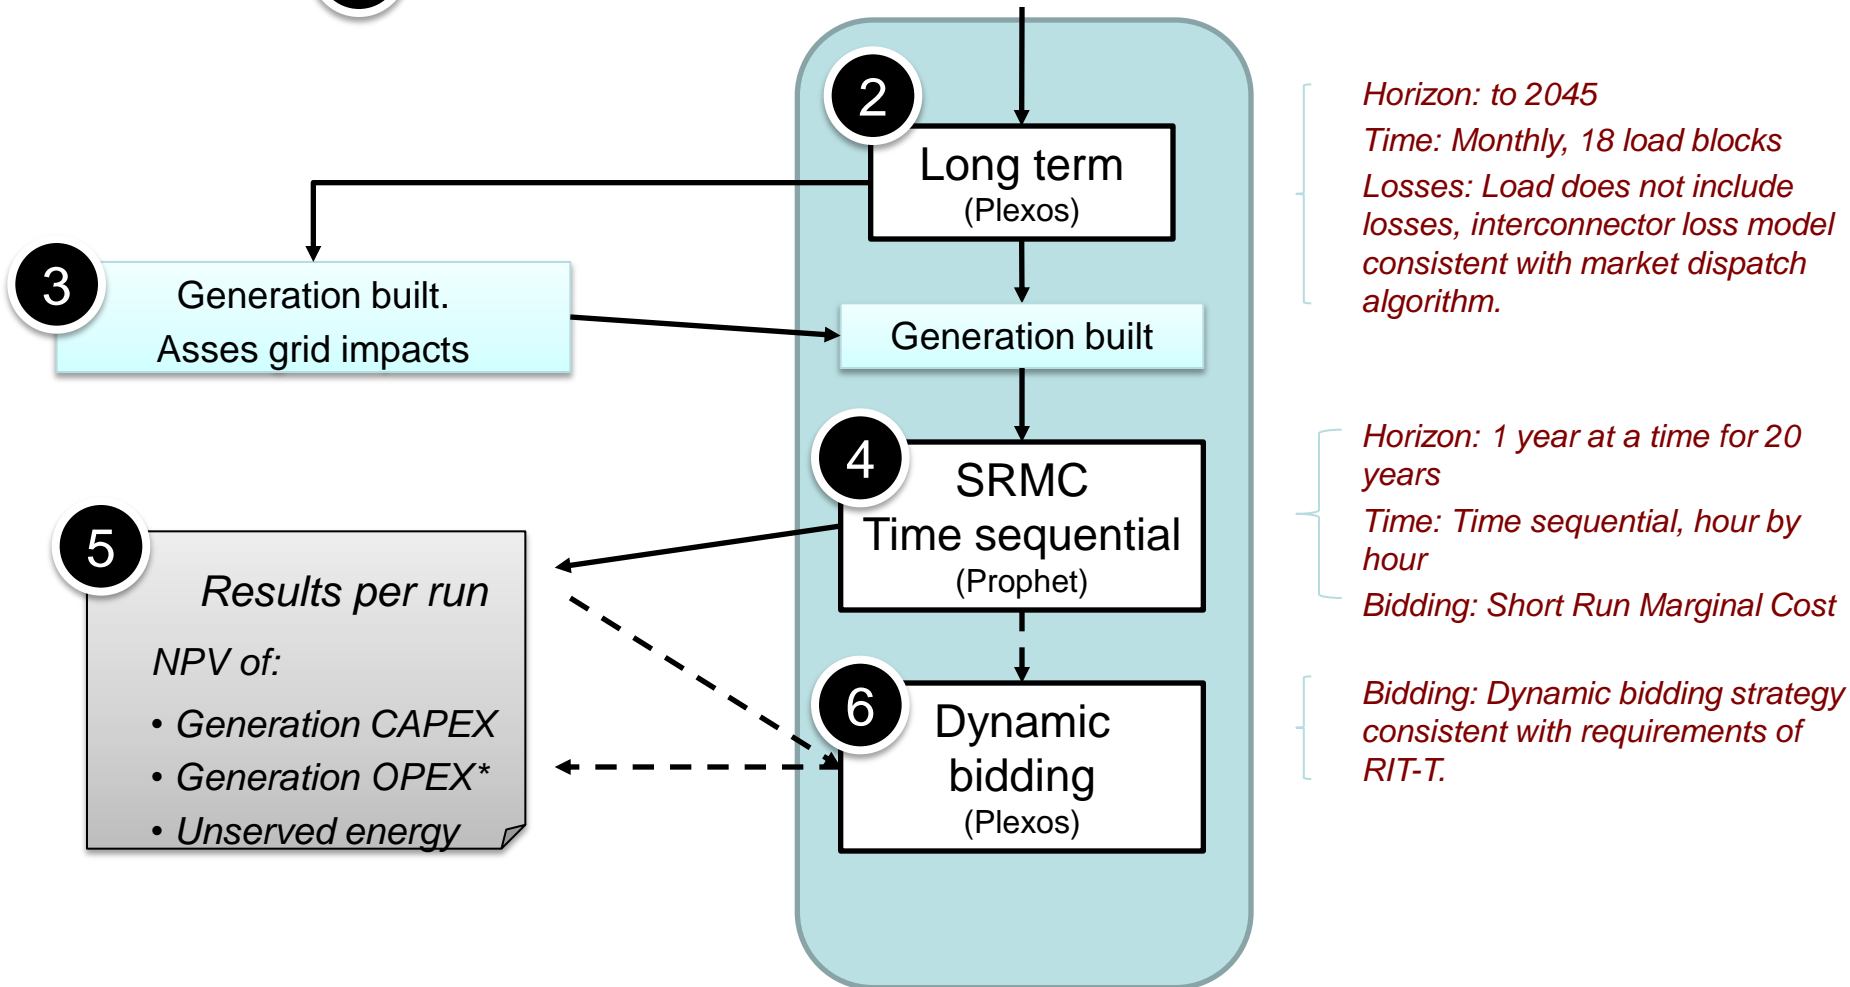 2
Long term
(Plexos)
Horizon: to 2045
Time: Monthly, 18 load blocks
Losses: Load does not include
losses, interconnector loss model
consistent with market dispatch
algorithm.
3
Generation built.
Asses grid impacts
Generation built
4
SRMC
Time sequential
(Prophet)
Horizon: 1 year at a time for 20
years
Time: Time sequential, hour by
hour
Bidding: Short Run Marginal Cost
5
Results per run
NPV of:
• Generation CAPEX
• Generation OPEX*
• Unserved energy
6
Dynamic
bidding
(Plexos)
Bidding: Dynamic bidding strategy
consistent with requirements of
RIT-T.